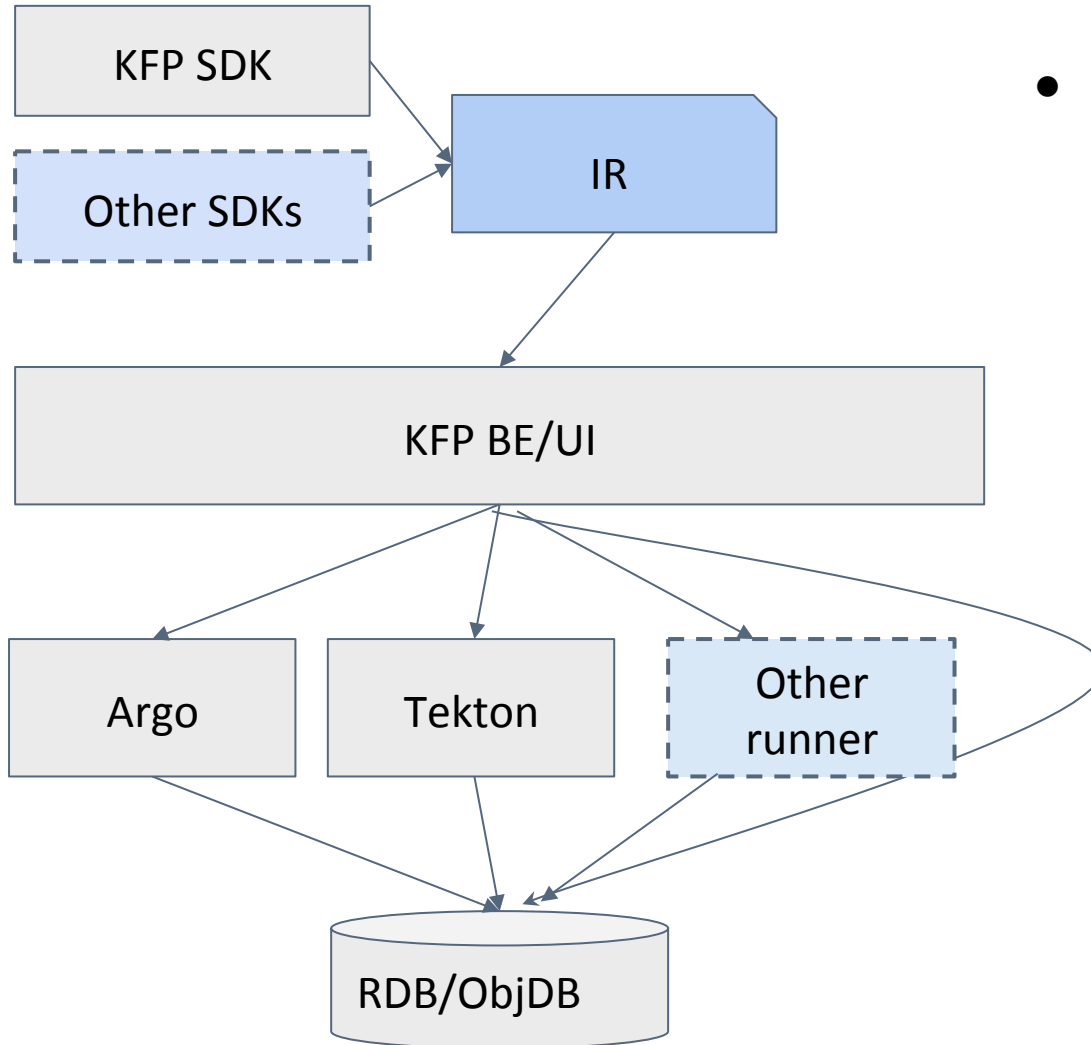 KFP SDK
Other SDKs
IR
KFP BE/UI
Argo
Tekton
Other
runner
RDB/ObjDB